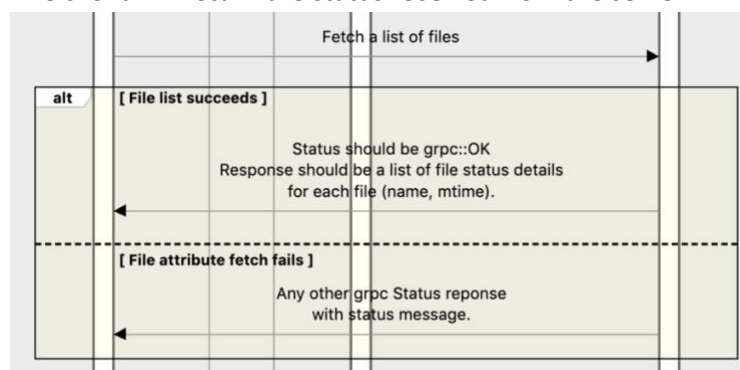 Fetch a list of files
alt
[ File list succeeds ]
Status should be grpc::OK
Response should be a list of file status details
for each file (name, mtime).
[ File attribute fetch fails ]
Any other grpc Status reponse
with status message.